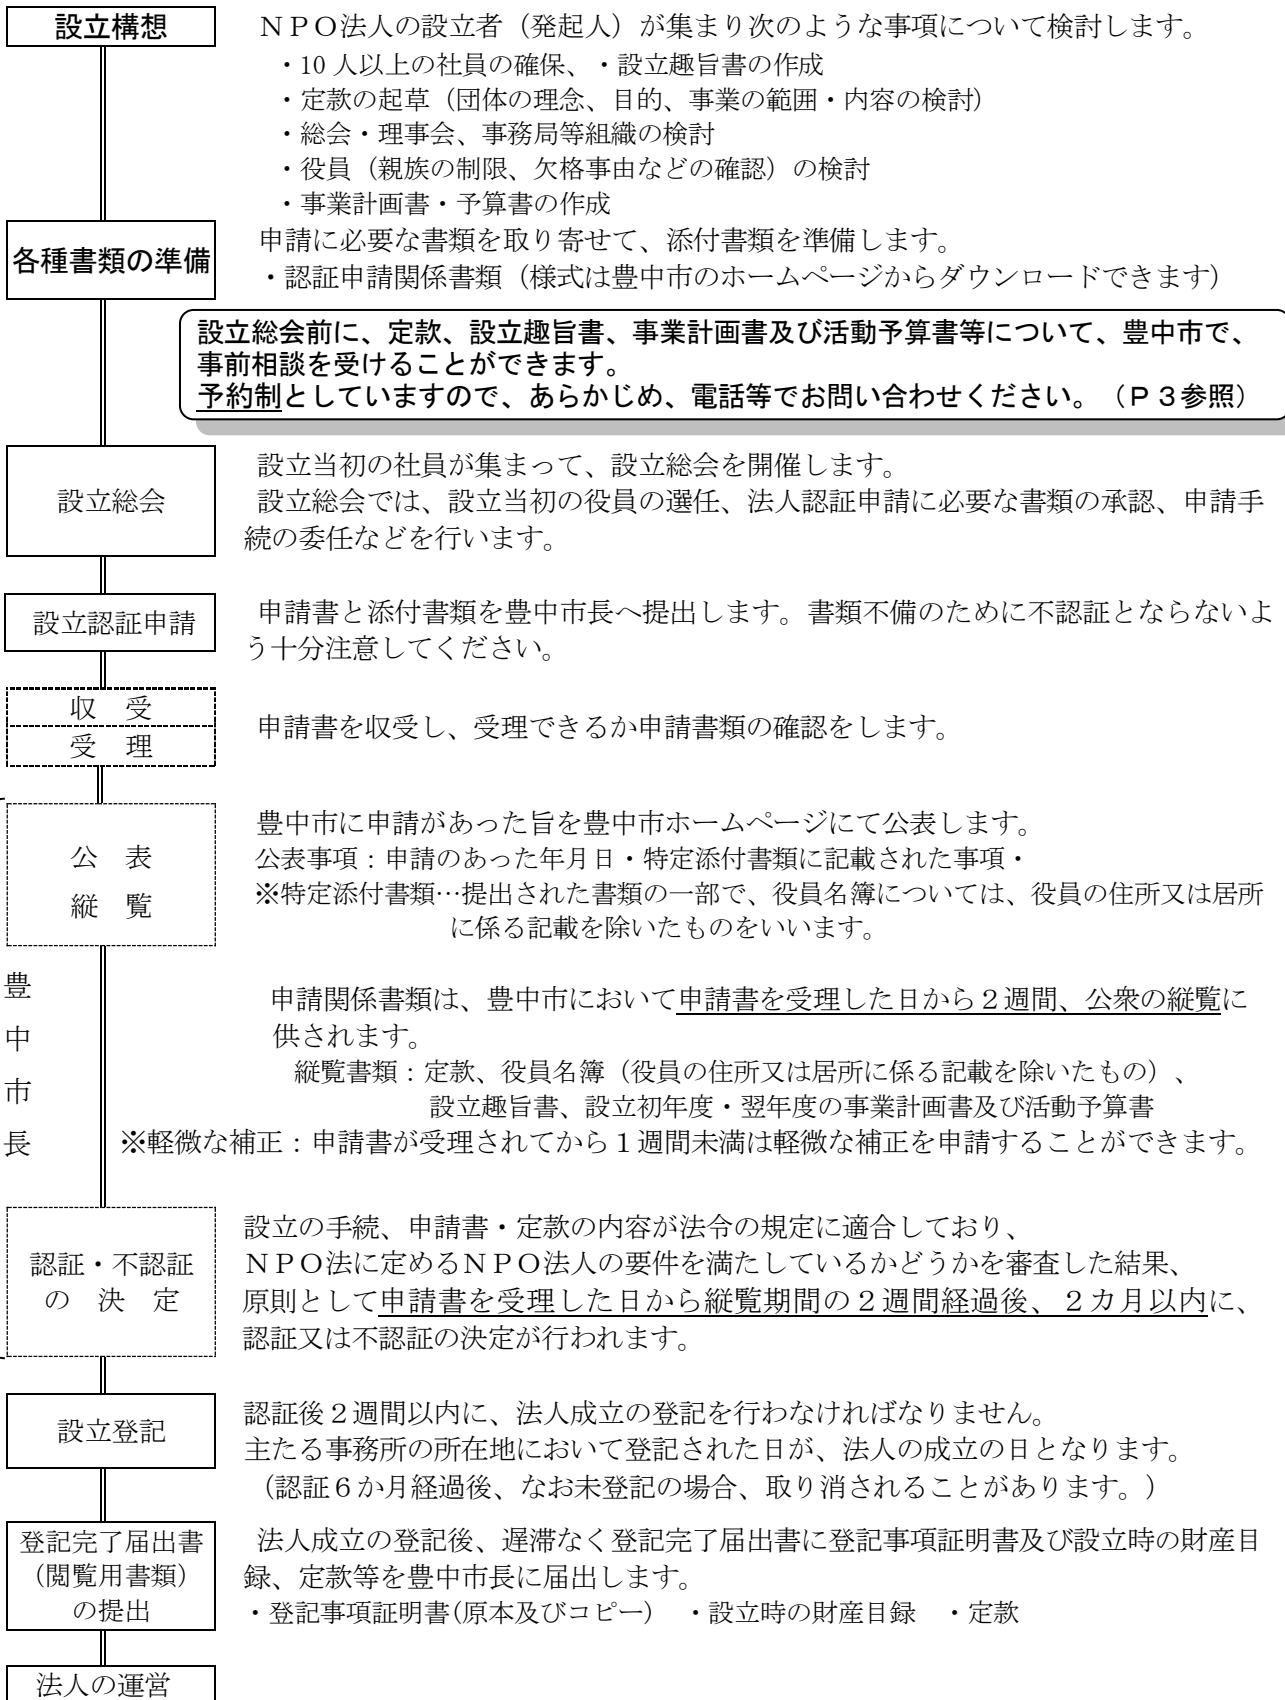 設立構想
ＮＰＯ法人の設立者（発起人）が集まり次のような事項について検討します。
・10 人以上の社員の確保、・設立趣旨書の作成
・定款の起草（団体の理念、目的、事業の範囲・内容の検討）
・総会・理事会、事務局等組織の検討
・役員（親族の制限、欠格事由などの確認）の検討
・事業計画書・予算書の作成
各種書類の準備
申請に必要な書類を取り寄せて、添付書類を準備します。
・認証申請関係書類（様式は豊中市のホームページからダウンロードできます）
設立総会前に、定款、設立趣旨書、事業計画書及び活動予算書等について、豊中市で、
事前相談を受けることができます。
予約制としていますので、あらかじめ、電話等でお問い合わせください。（Ｐ３参照）
設立総会
設立当初の社員が集まって、設立総会を開催します。
設立総会では、設立当初の役員の選任、法人認証申請に必要な書類の承認、申請手
続の委任などを行います。
設立認証申請
申請書と添付書類を豊中市長へ提出します。書類不備のために不認証とならないよ
う十分注意してください。
収　受
受　理
申請書を収受し、受理できるか申請書類の確認をします。
公　表
縦　覧
豊中市に申請があった旨を豊中市ホームページにて公表します。
公表事項：申請のあった年月日・特定添付書類に記載された事項・
※特定添付書類…提出された書類の一部で、役員名簿については、役員の住所又は居所
に係る記載を除いたものをいいます。
豊
中
市
長
申請関係書類は、豊中市において申請書を受理した日から２週間、公衆の縦覧に
供されます。
縦覧書類：定款、役員名簿（役員の住所又は居所に係る記載を除いたもの）、
設立趣旨書、設立初年度・翌年度の事業計画書及び活動予算書
※軽微な補正：申請書が受理されてから１週間未満は軽微な補正を申請することができます。
認証・不認証
の　決　定
設立の手続、申請書・定款の内容が法令の規定に適合しており、
ＮＰＯ法に定めるＮＰＯ法人の要件を満たしているかどうかを審査した結果、
原則として申請書を受理した日から縦覧期間の２週間経過後、２カ月以内に、
認証又は不認証の決定が行われます。
設立登記
認証後２週間以内に、法人成立の登記を行わなければなりません。
主たる事務所の所在地において登記された日が、法人の成立の日となります。
（認証６か月経過後、なお未登記の場合、取り消されることがあります。）
登記完了届出書
（閲覧用書類）
の提出
法人成立の登記後、遅滞なく登記完了届出書に登記事項証明書及び設立時の財産目
録、定款等を豊中市長に届出します。
・登記事項証明書(原本及びコピー)　・設立時の財産目録　・定款
法人の運営